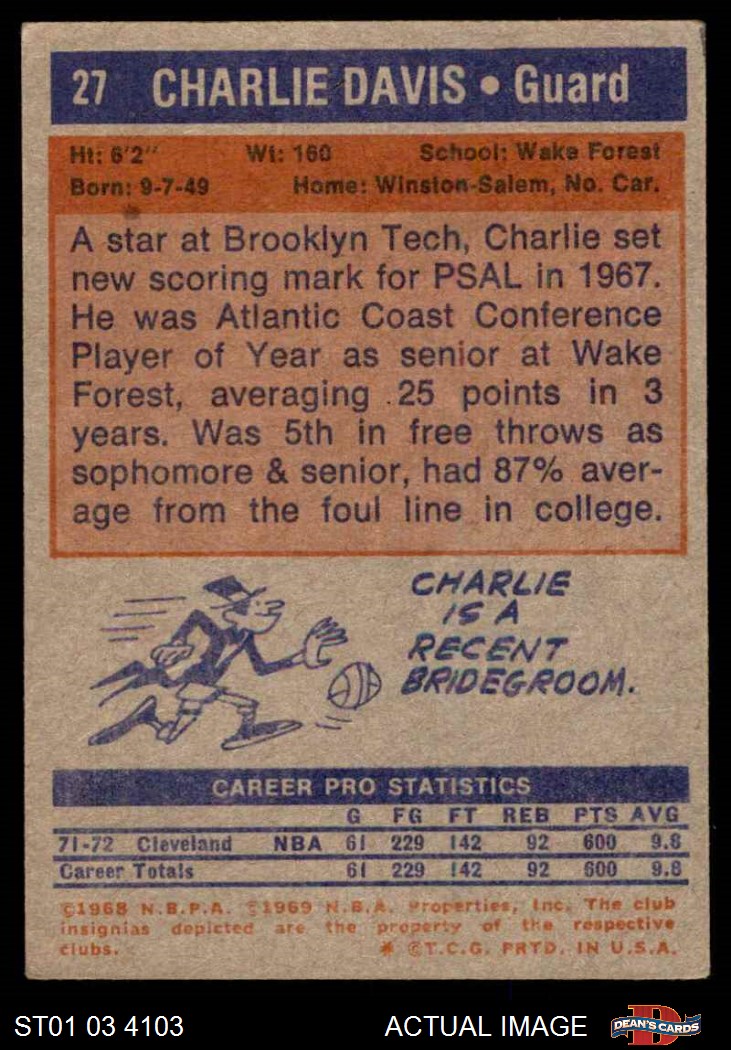 27 CHARLIE DAVIS • Guard
Ht: 6'2" Wt: 160 School: Wake Forest
Born: 9-7-49 Home: Winston-Salem, No. Car.
A star at Brooklyn Tech, Charlie set
new scoring mark for PSAL in 1967.
He was Atlantic Coast Conference
Player of Year as senior at Wake
Forest, averaging 25 points in 3
years. Was 5th in free throws as
sophomore & senior, had 87% aver-
age from the foul line in college.
CHARLIE
IS A
RECENT
BRIDEGROOM.
CAREER PRO STATISTICS
G FG FT REB PTS AVG
71-72 Cleveland NBA 61 229 142 92 600 9.8
Career Totals 61 229 142 92 600 9.8
©1968 N.B.P.A. ©1969 N.B.A. Properties, Inc. The club
insignias depicted are the property of the respective
clubs. * ©T.C.G. PRTD. IN U.S.A.
ST01 03 4103 ACTUAL IMAGE DEAN'S CARDS